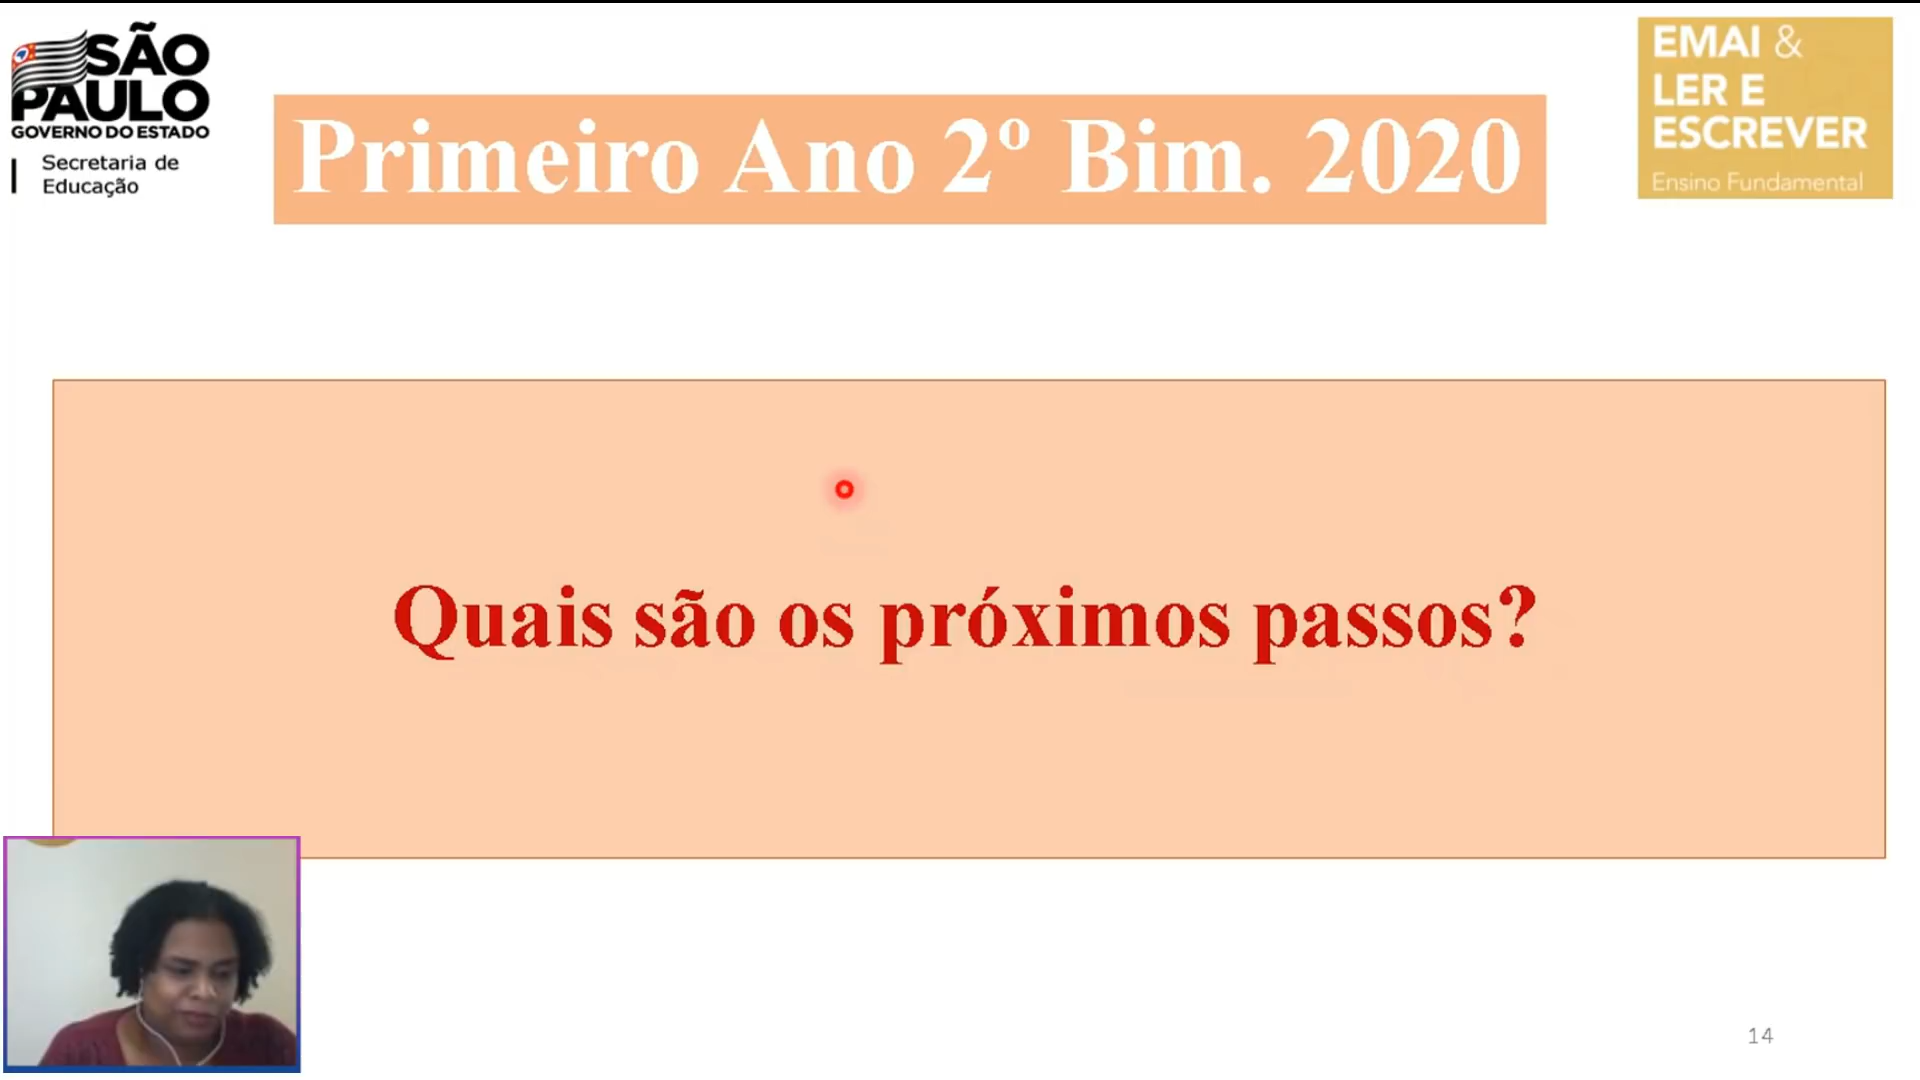 SÃO
PAULO
GOVERNO DO ESTADO
Secretaria de
Educação
Primeiro Ano 2º Bim. 2020
EMAI &
LER E
ESCREVER
Ensino Fundamental
Quais são os próximos passos?
14